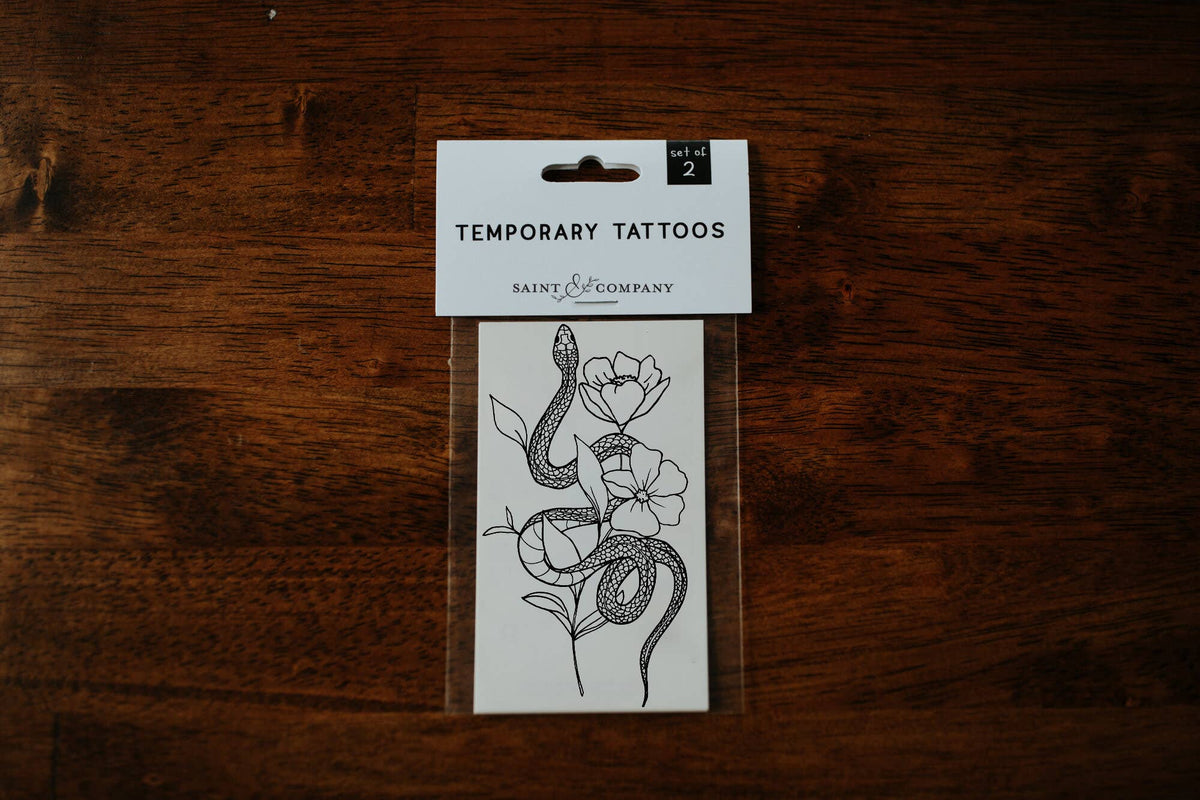 set of
2
TEMPORARY TATTOOS
SAINT & COMPANY